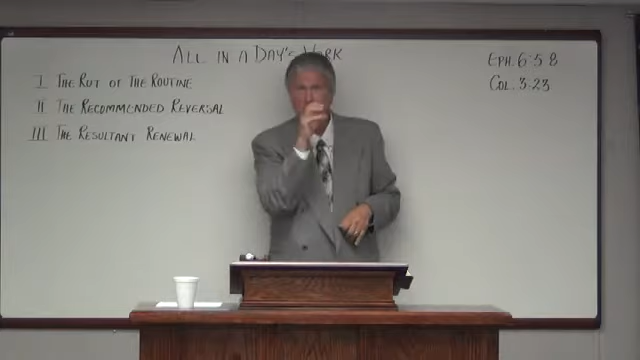 ALL IN A DAY'S WORK
I THE RUT OF THE ROUTINE
II THE RECOMMENDED REVERSAL
III THE RESULTANT RENEWAL
EPH. 6-5 8
COL. 3-23